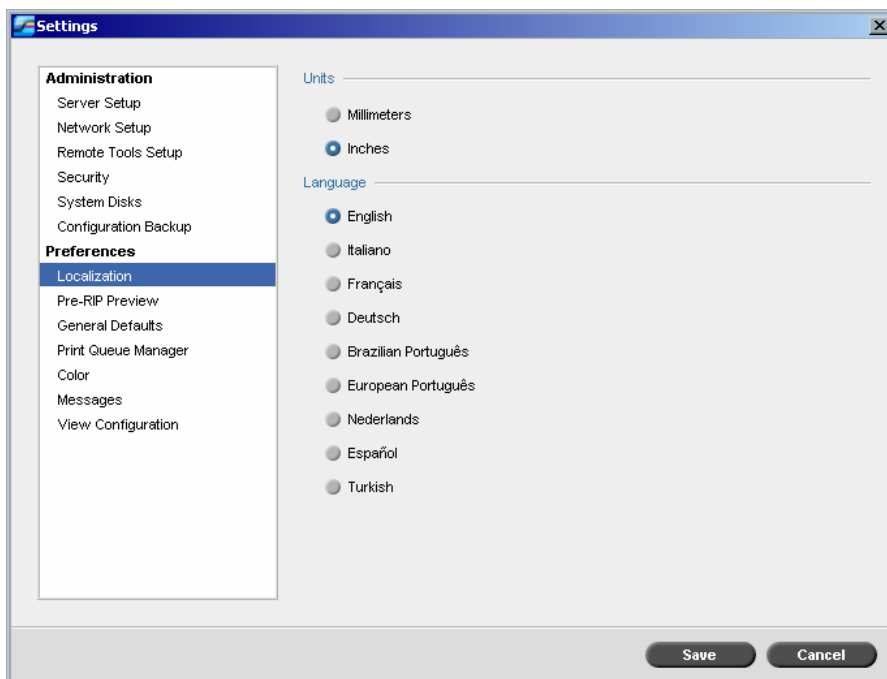 Settings
Administration
Server Setup
Network Setup
Remote Tools Setup
Security
System Disks
Configuration Backup
Preferences
Localization
Pre-RIP Preview
General Defaults
Print Queue Manager
Color
Messages
View Configuration
Units
Millimeters
Inches
Language
English
Italiano
Français
Deutsch
Brazilian Português
European Português
Nederlands
Español
Turkish
Save
Cancel